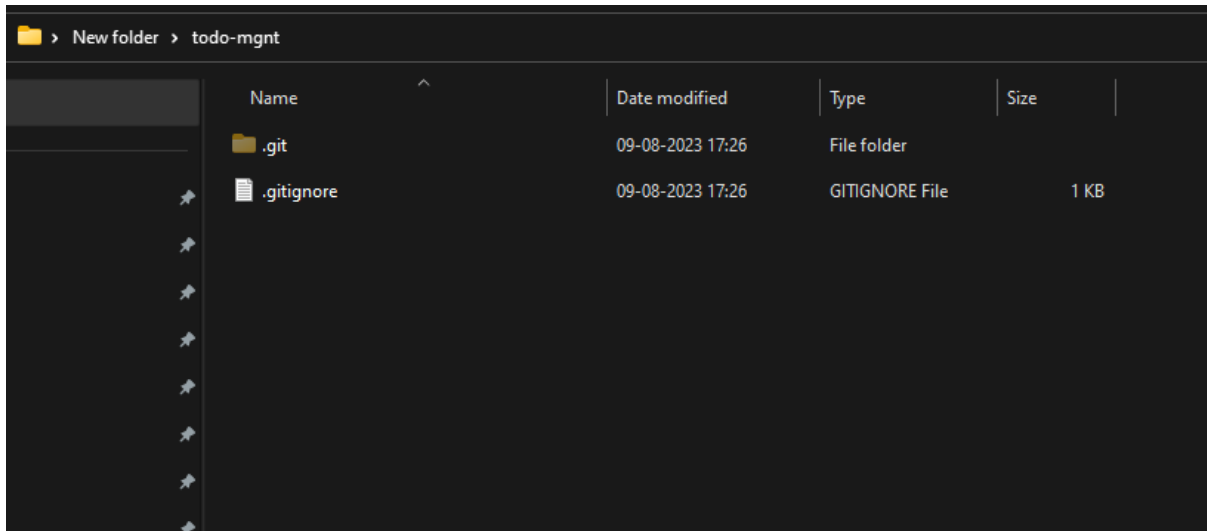 New folder > todo-mgnt
Name Date modified Type Size
.git 09-08-2023 17:26 File folder
.gitignore 09-08-2023 17:26 GITIGNORE File 1 KB